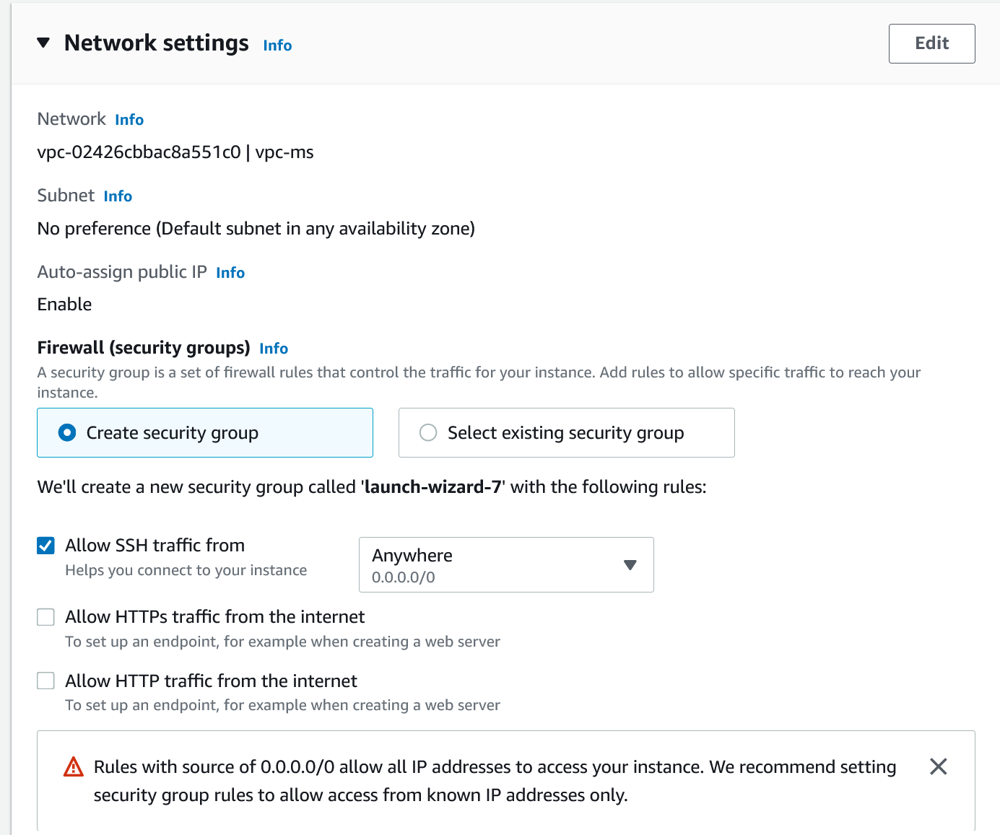 Network settings Info
Edit
Network Info
vpc-02426cbbac8a551c0 | vpc-ms
Subnet Info
No preference (Default subnet in any availability zone)
Auto-assign public IP Info
Enable
Firewall (security groups) Info
A security group is a set of firewall rules that control the traffic for your instance. Add rules to allow specific traffic to reach your
instance.
Create security group
Select existing security group
We'll create a new security group called 'launch-wizard-7' with the following rules:
Allow SSH traffic from
Helps you connect to your instance
Anywhere
0.0.0.0/0
Allow HTTPs traffic from the internet
To set up an endpoint, for example when creating a web server
Allow HTTP traffic from the internet
To set up an endpoint, for example when creating a web server
Rules with source of 0.0.0.0/0 allow all IP addresses to access your instance. We recommend setting
security group rules to allow access from known IP addresses only.